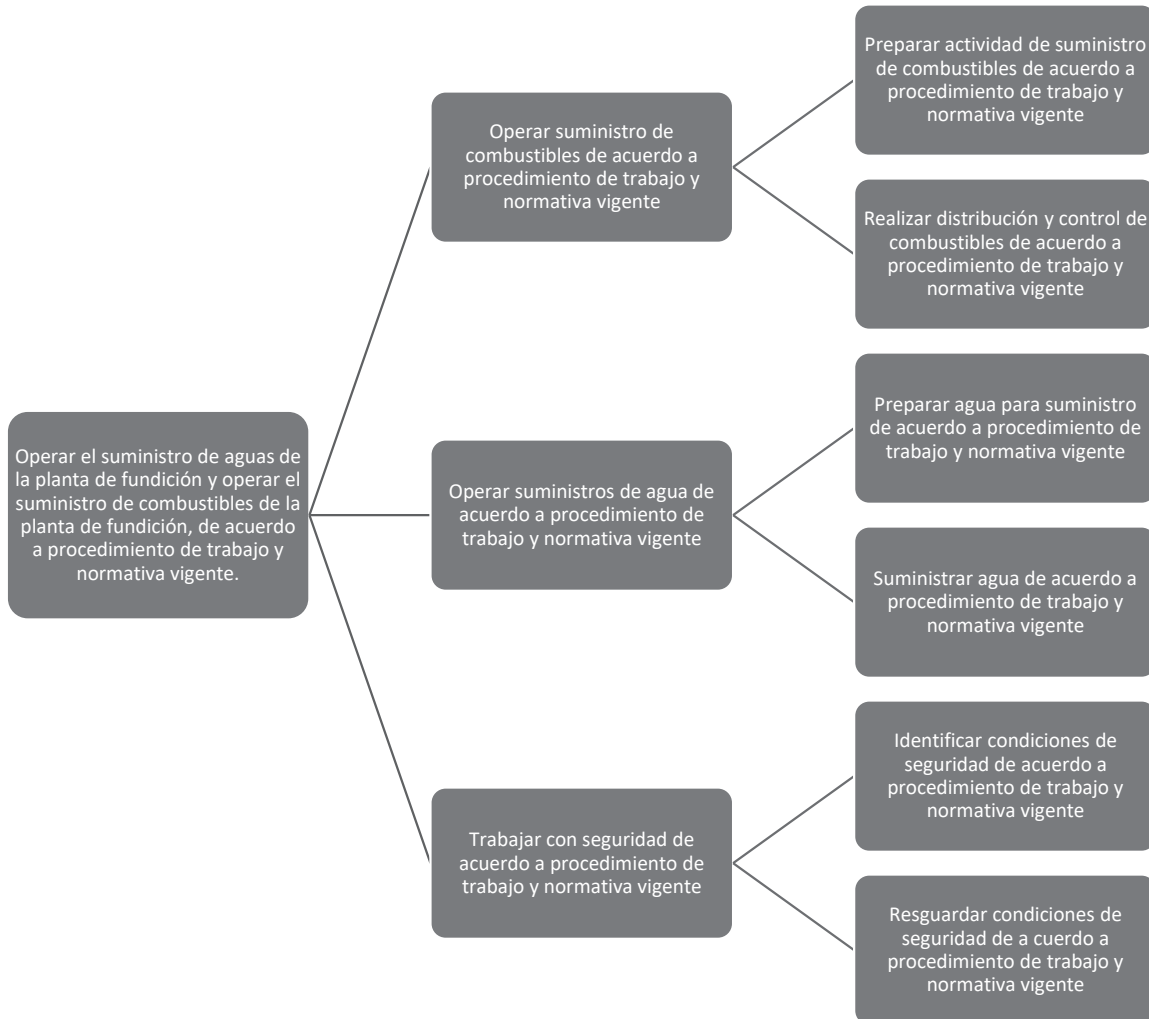 Operar el suministro de aguas de
la planta de fundición y operar el
suministro de combustibles de la
planta de fundición, de acuerdo
a procedimiento de trabajo y
normativa vigente.
Operar suministro de
combustibles de acuerdo a
procedimiento de trabajo y
normativa vigente
Preparar actividad de suministro
de combustibles de acuerdo a
procedimiento de trabajo y
normativa vigente
Realizar distribución y control de
combustibles de acuerdo a
procedimiento de trabajo y
normativa vigente
Operar suministros de agua de
acuerdo a procedimiento de
trabajo y normativa vigente
Preparar agua para suministro
de acuerdo a procedimiento de
trabajo y normativa vigente
Suministrar agua de acuerdo a
procedimiento de trabajo y
normativa vigente
Trabajar con seguridad de
acuerdo a procedimiento de
trabajo y normativa vigente
Identificar condiciones de
seguridad de acuerdo a
procedimiento de trabajo y
normativa vigente
Resguardar condiciones de
seguridad de a cuerdo a
procedimiento de trabajo y
normativa vigente